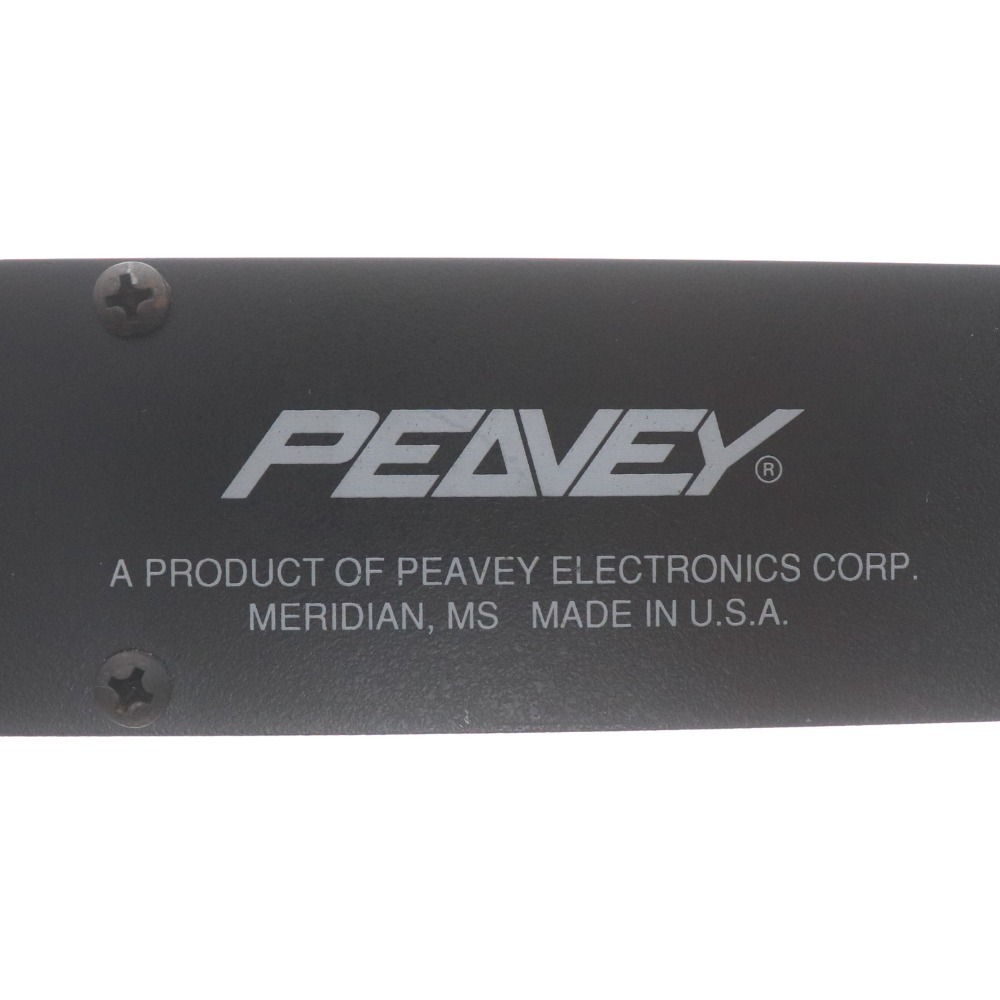 PEAVEY®
A PRODUCT OF PEAVEY ELECTRONICS CORP.
MERIDIAN, MS MADE IN U.S.A.